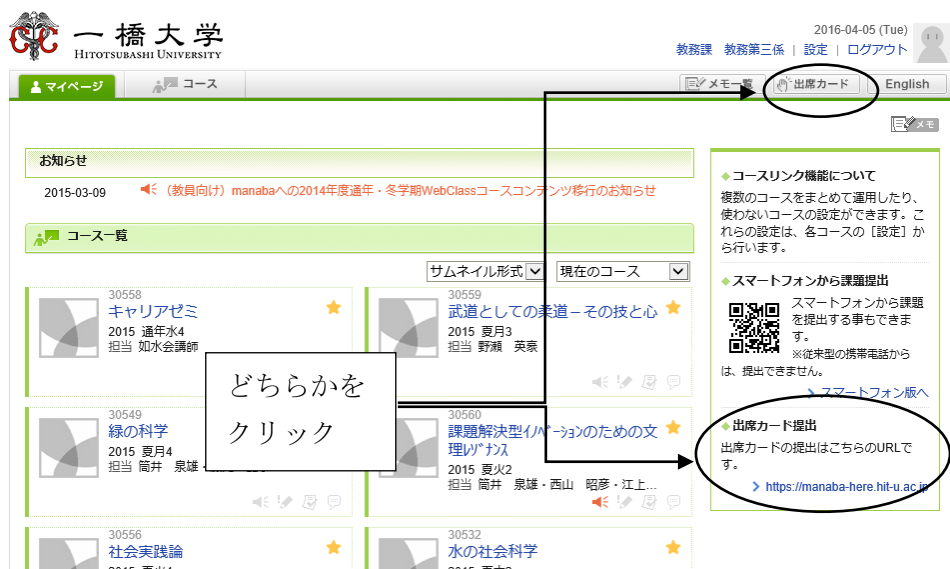 一橋大学
HITOTSUBASHI UNIVERSITY
2016-04-05 (Tue)
教務課 教務第三係 | 設定 | ログアウト
マイページ
コース
メモ一覧
出席カード
English
メモ
お知らせ
2015-03-09 (教員向け) manabaへの2014年度通年・冬学期WebClassコースコンテンツ移行のお知らせ
コース一覧
サムネイル形式
現在のコース
30558
キャリアゼミ
2015 通年水4
担当 如水会講師
30559
武道としての柔道－その技と心
2015 夏月3
担当 野瀬 英豪
どちらかを
クリック
30549
緑の科学
2015 夏月4
担当 筒井 泉雄・
30560
課題解決型ｲﾉﾍﾞｰｼｮﾝのための文
理ﾚｿﾞﾅﾝｽ
2015 夏火2
担当 筒井 泉雄・西山 昭彦・江上...
30556
社会実践論
30532
水の社会科学
コースリンク機能について
複数のコースをまとめて運用したり、
使わないコースの設定ができます。こ
れらの設定は、各コースの［設定］か
ら行います。
スマートフォンから課題提出
スマートフォンから課題
を提出する事もできま
す。
※従来型の携帯電話から
は、提出できません。
スマートフォン版へ
出席カード提出
出席カードの提出はこちらのURLで
す。
https://manaba-here.hit-u.ac.jp